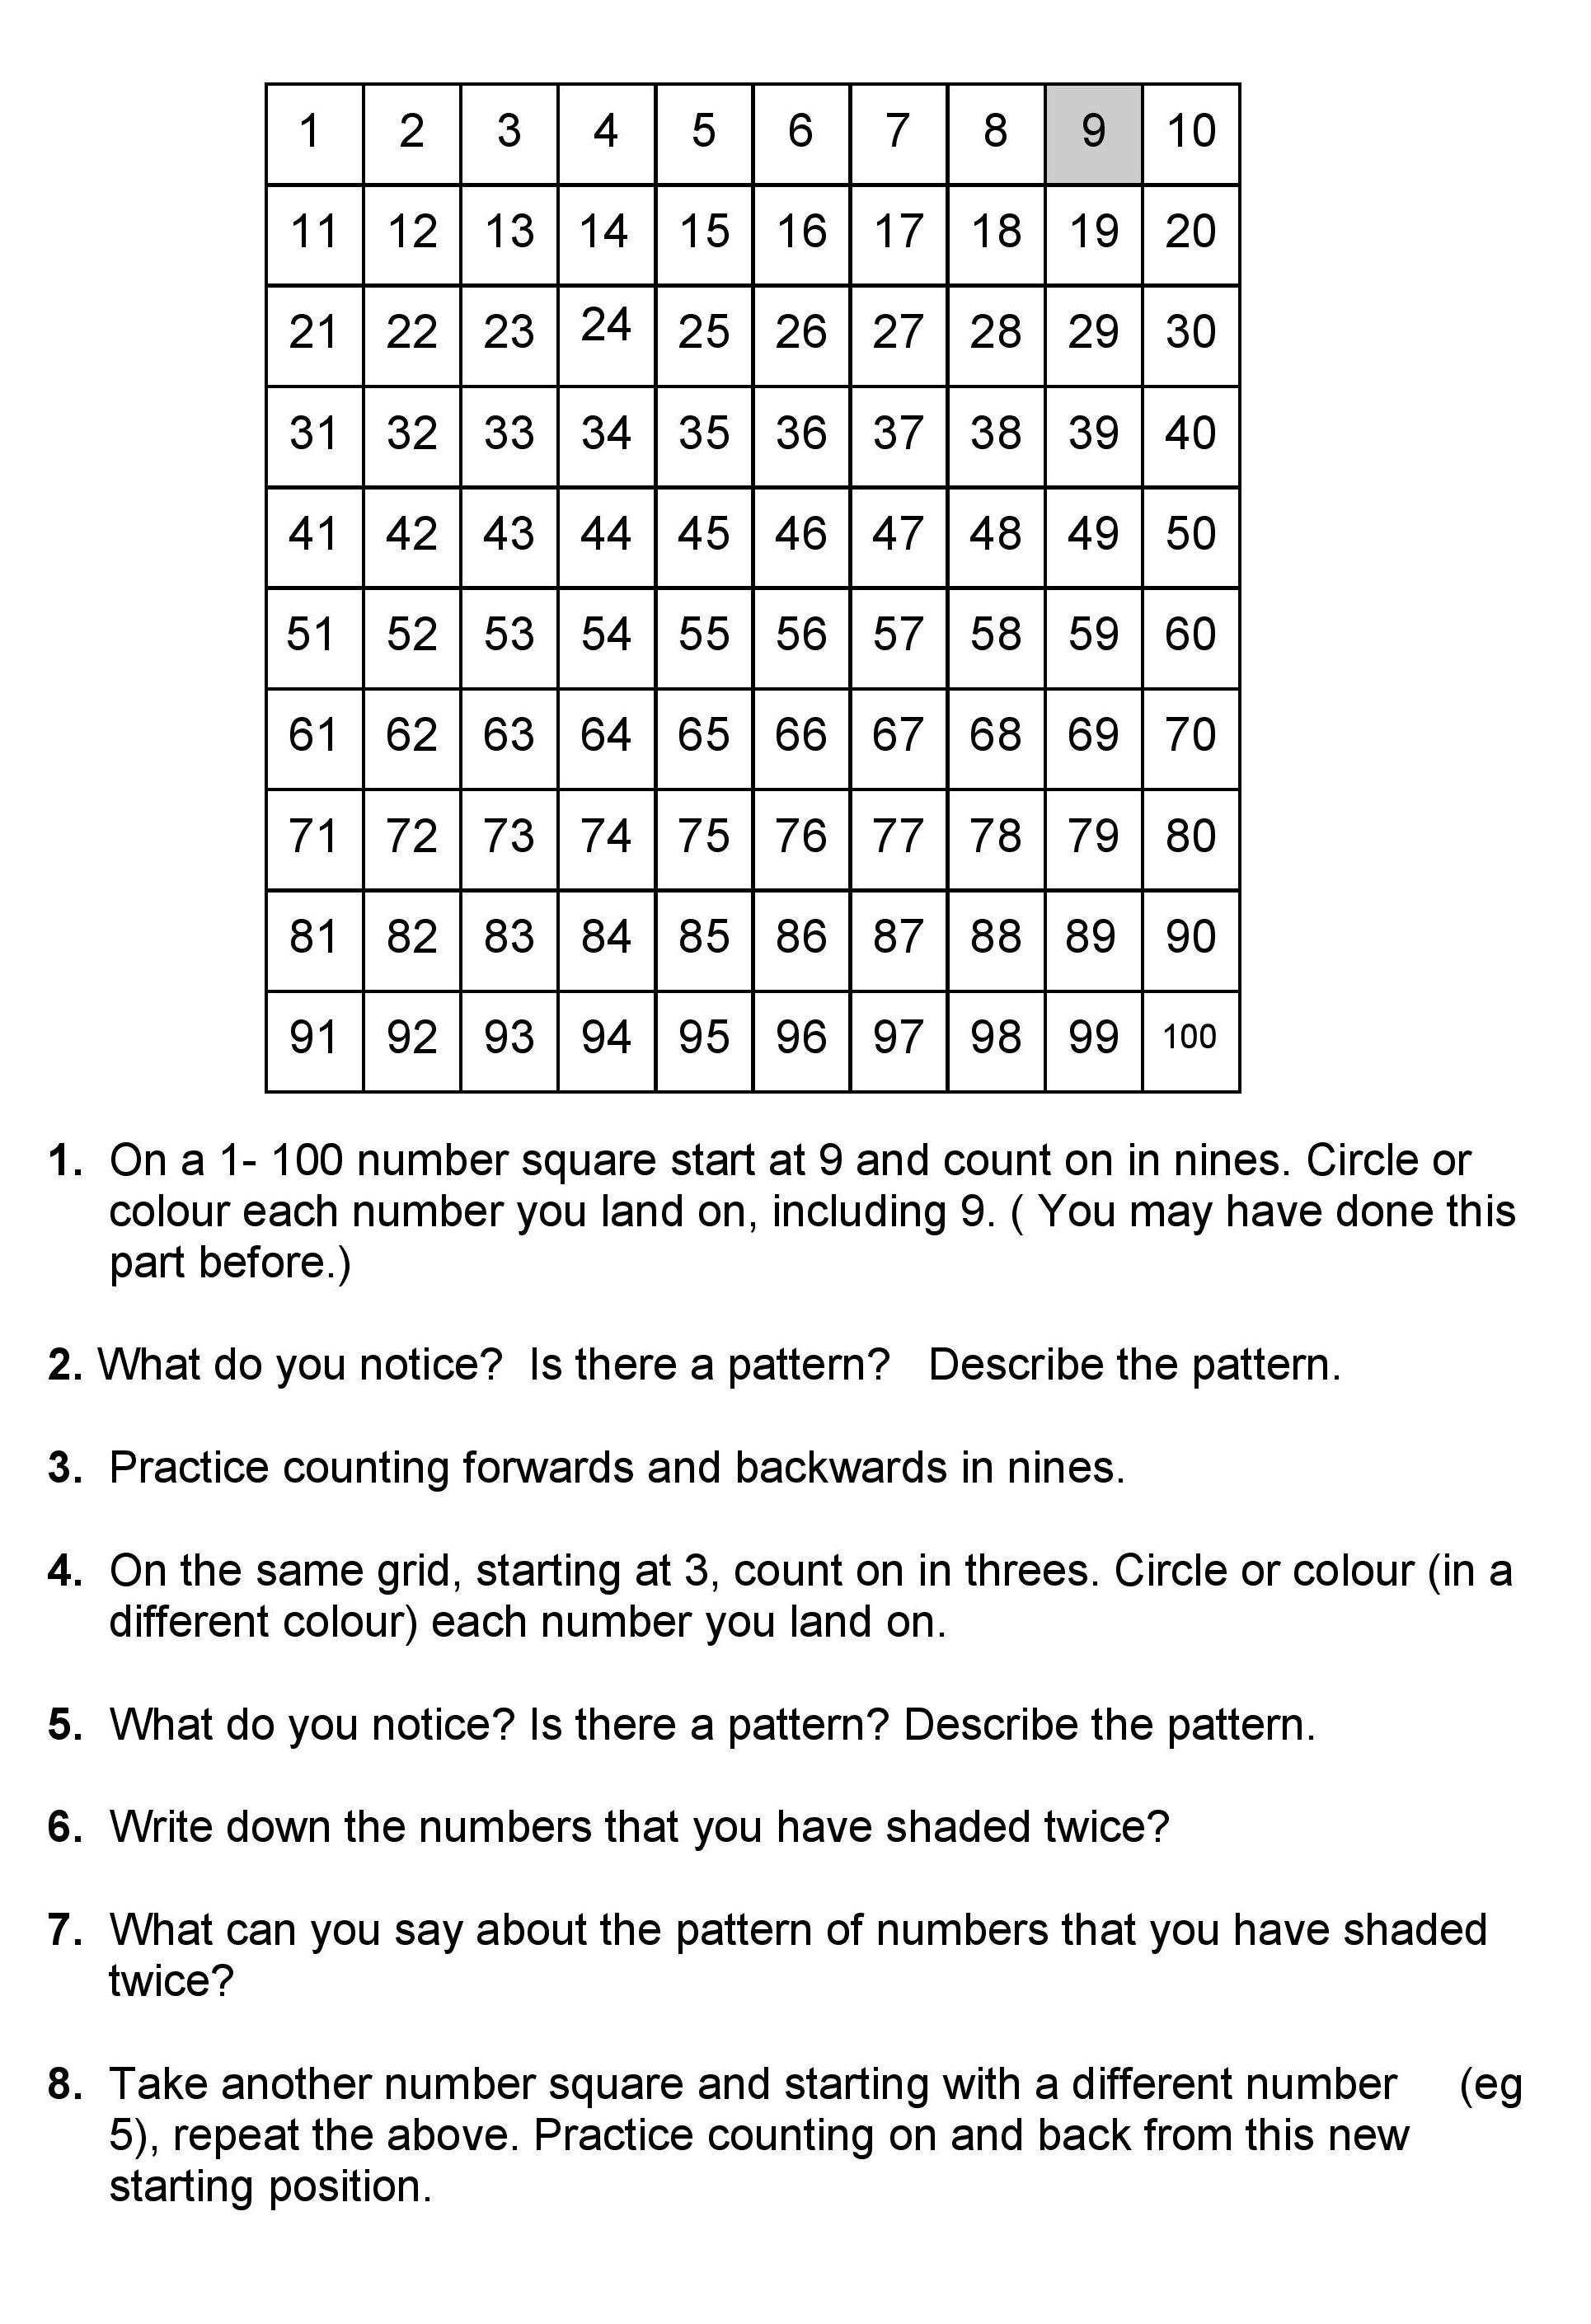 1 2 3 4 5 6 7 8 9 10
11 12 13 14 15 16 17 18 19 20
21 22 23 24 25 26 27 28 29 30
31 32 33 34 35 36 37 38 39 40
41 42 43 44 45 46 47 48 49 50
51 52 53 54 55 56 57 58 59 60
61 62 63 64 65 66 67 68 69 70
71 72 73 74 75 76 77 78 79 80
81 82 83 84 85 86 87 88 89 90
91 92 93 94 95 96 97 98 99 100
1. On a 1- 100 number square start at 9 and count on in nines. Circle or
colour each number you land on, including 9. ( You may have done this
part before.)
2. What do you notice?  Is there a pattern?   Describe the pattern.
3. Practice counting forwards and backwards in nines.
4. On the same grid, starting at 3, count on in threes. Circle or colour (in a
different colour) each number you land on.
5. What do you notice? Is there a pattern? Describe the pattern.
6. Write down the numbers that you have shaded twice?
7. What can you say about the pattern of numbers that you have shaded
twice?
8. Take another number square and starting with a different number     (eg
5), repeat the above. Practice counting on and back from this new
starting position.